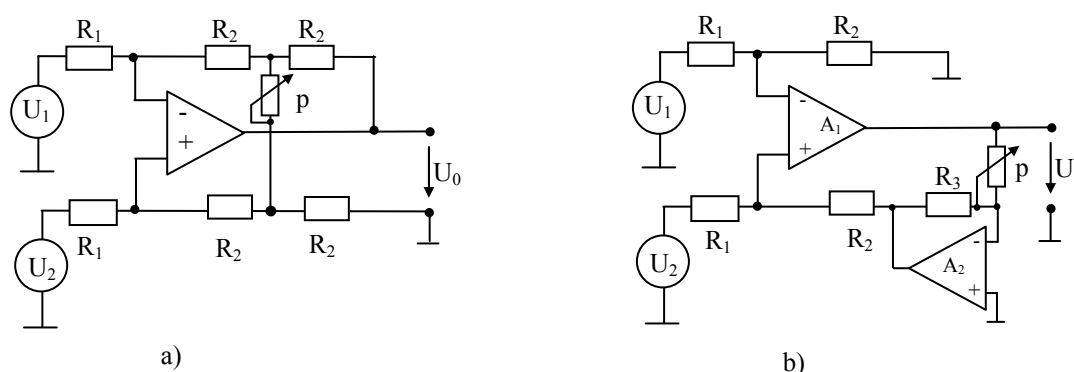 R₁ R₂ R₂
p
U₁
-
+
U₀
R₁ R₂ R₂
U₂
a)
R₁ R₂
U₁
-
A₁
+
U
p
R₃
R₁ R₂
U₂
-
A₂
+
b)